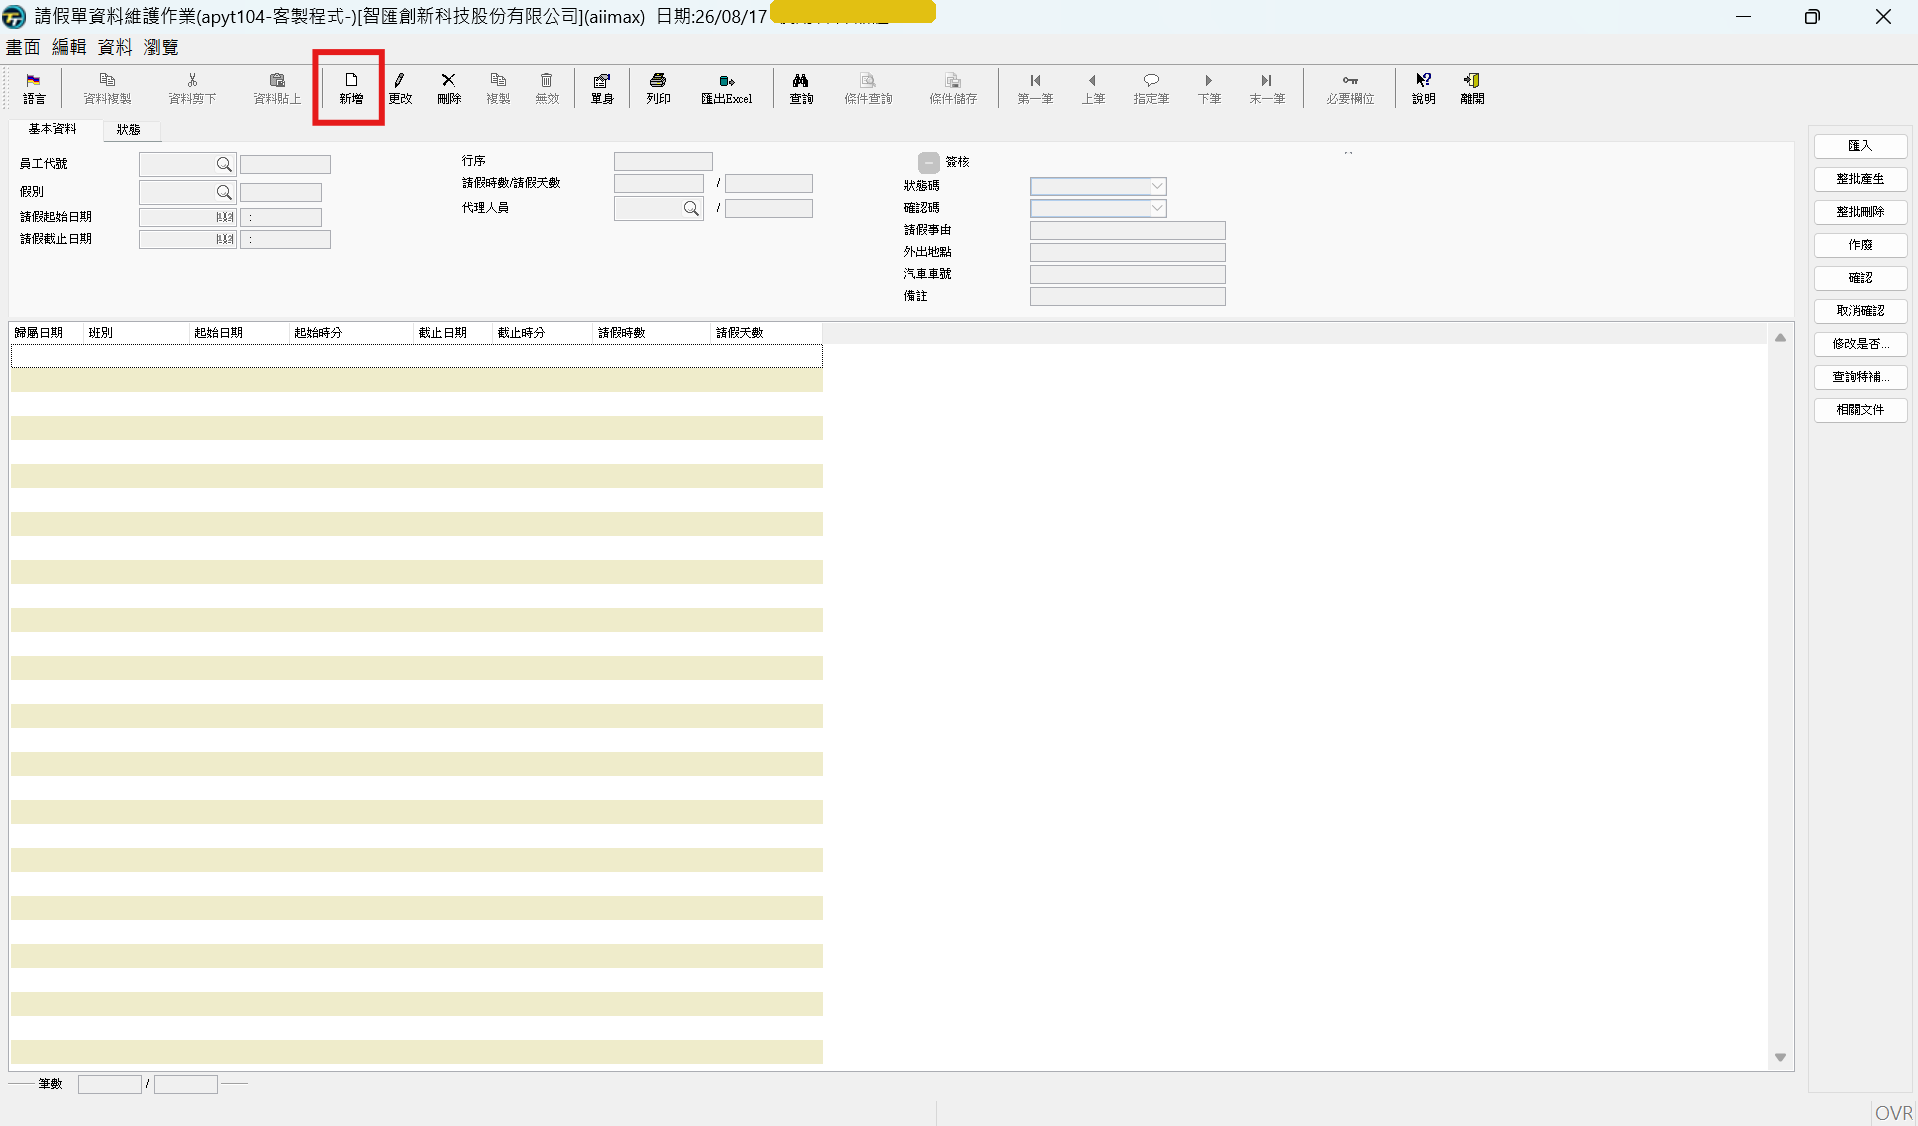 請假單資料維護作業(apyt104-客製程式-)[智匯創新科技股份有限公司](aiimax) 日期:26/08/17
畫面 編輯 資料 瀏覽
語言 資料複製 資料剪下 資料貼上 新增 更改 刪除 複製 無效 單身 列印 匯出Excel 查詢 條件查詢 條件儲存 第一筆 上筆 指定筆 下筆 末一筆 必要欄位 說明 離開
基本資料 狀態
員工代號
假別
請假起始日期 :
請假截止日期 :
行序
請假時數/請假天數 /
代理人員 /
簽核
狀態碼
確認碼
請假事由
外出地點
汽車車號
備註
歸屬日期 班別 起始日期 起始時分 截止日期 截止時分 請假時數 請假天數
筆數 /
匯入
整批產生
整批刪除
作廢
確認
取消確認
修改是否...
查詢特補...
相關文件
OVR